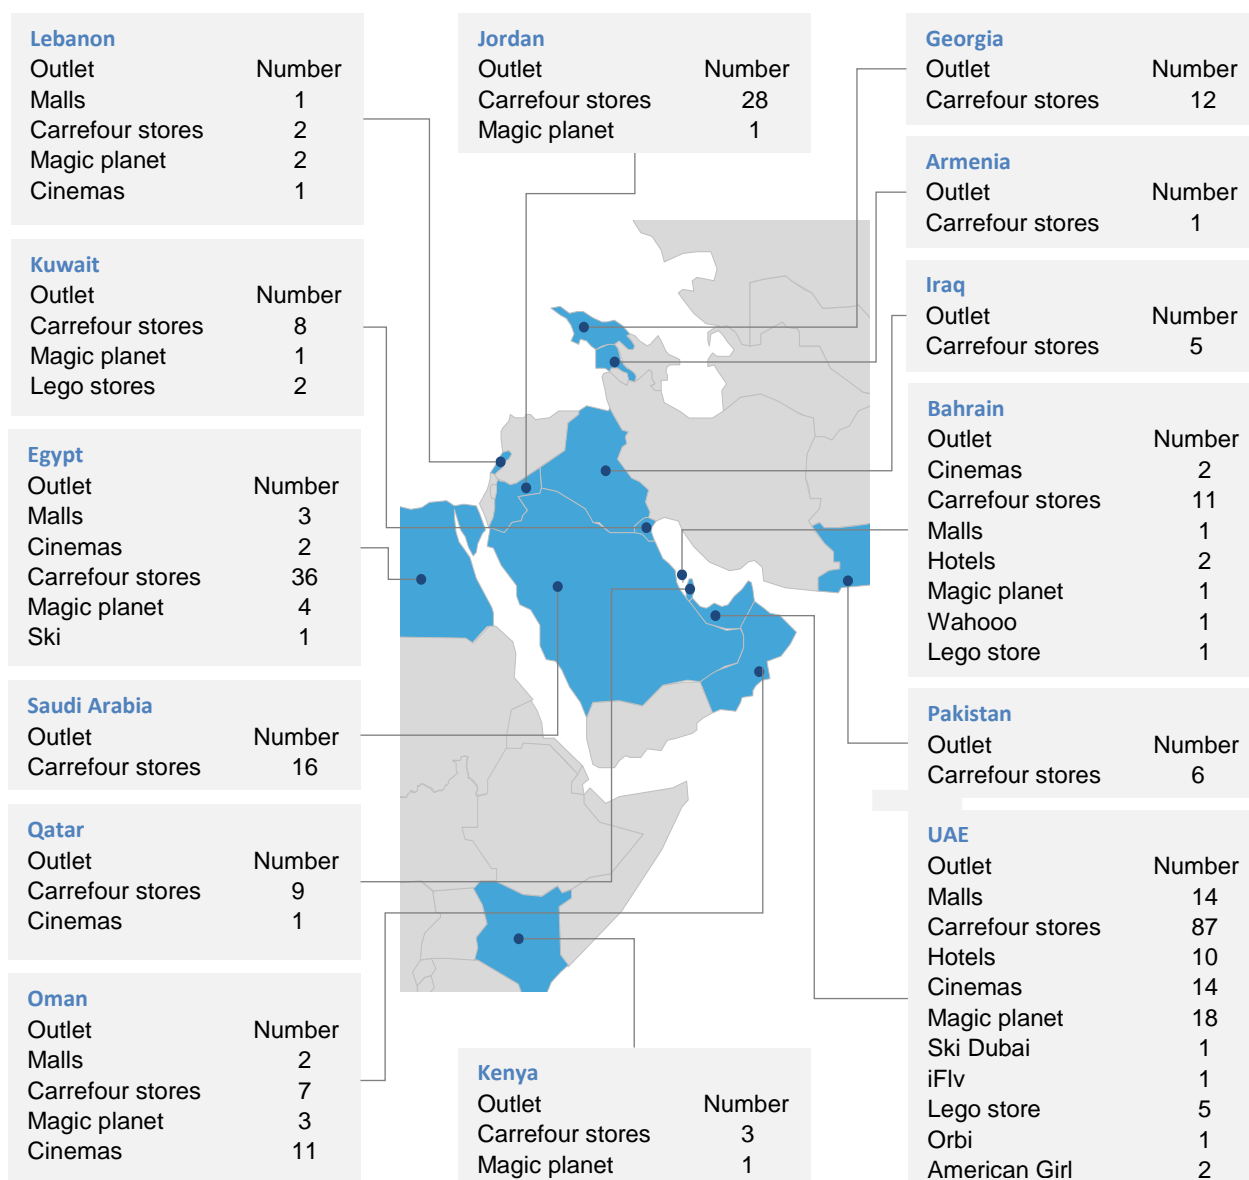 Lebanon
Outlet Number
Malls 1
Carrefour stores 2
Magic planet 2
Cinemas 1
Kuwait
Outlet Number
Carrefour stores 8
Magic planet 1
Lego stores 2
Egypt
Outlet Number
Malls 3
Cinemas 2
Carrefour stores 36
Magic planet 4
Ski 1
Saudi Arabia
Outlet Number
Carrefour stores 16
Qatar
Outlet Number
Carrefour stores 9
Cinemas 1
Oman
Outlet Number
Malls 2
Carrefour stores 7
Magic planet 3
Cinemas 11
Jordan
Outlet Number
Carrefour stores 28
Magic planet 1
Kenya
Outlet Number
Carrefour stores 3
Magic planet 1
Georgia
Outlet Number
Carrefour stores 12
Armenia
Outlet Number
Carrefour stores 1
Iraq
Outlet Number
Carrefour stores 5
Bahrain
Outlet Number
Cinemas 2
Carrefour stores 11
Malls 1
Hotels 2
Magic planet 1
Wahooo 1
Lego store 1
Pakistan
Outlet Number
Carrefour stores 6
UAE
Outlet Number
Malls 14
Carrefour stores 87
Hotels 10
Cinemas 14
Magic planet 18
Ski Dubai 1
iFly 1
Lego store 5
Orbi 1
American Girl 2